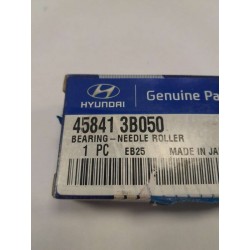 HYUNDAI
Genuine Pa
45841 3B050
BEARING-NEEDLE ROLLER
1 PC EB25 MADE IN JA